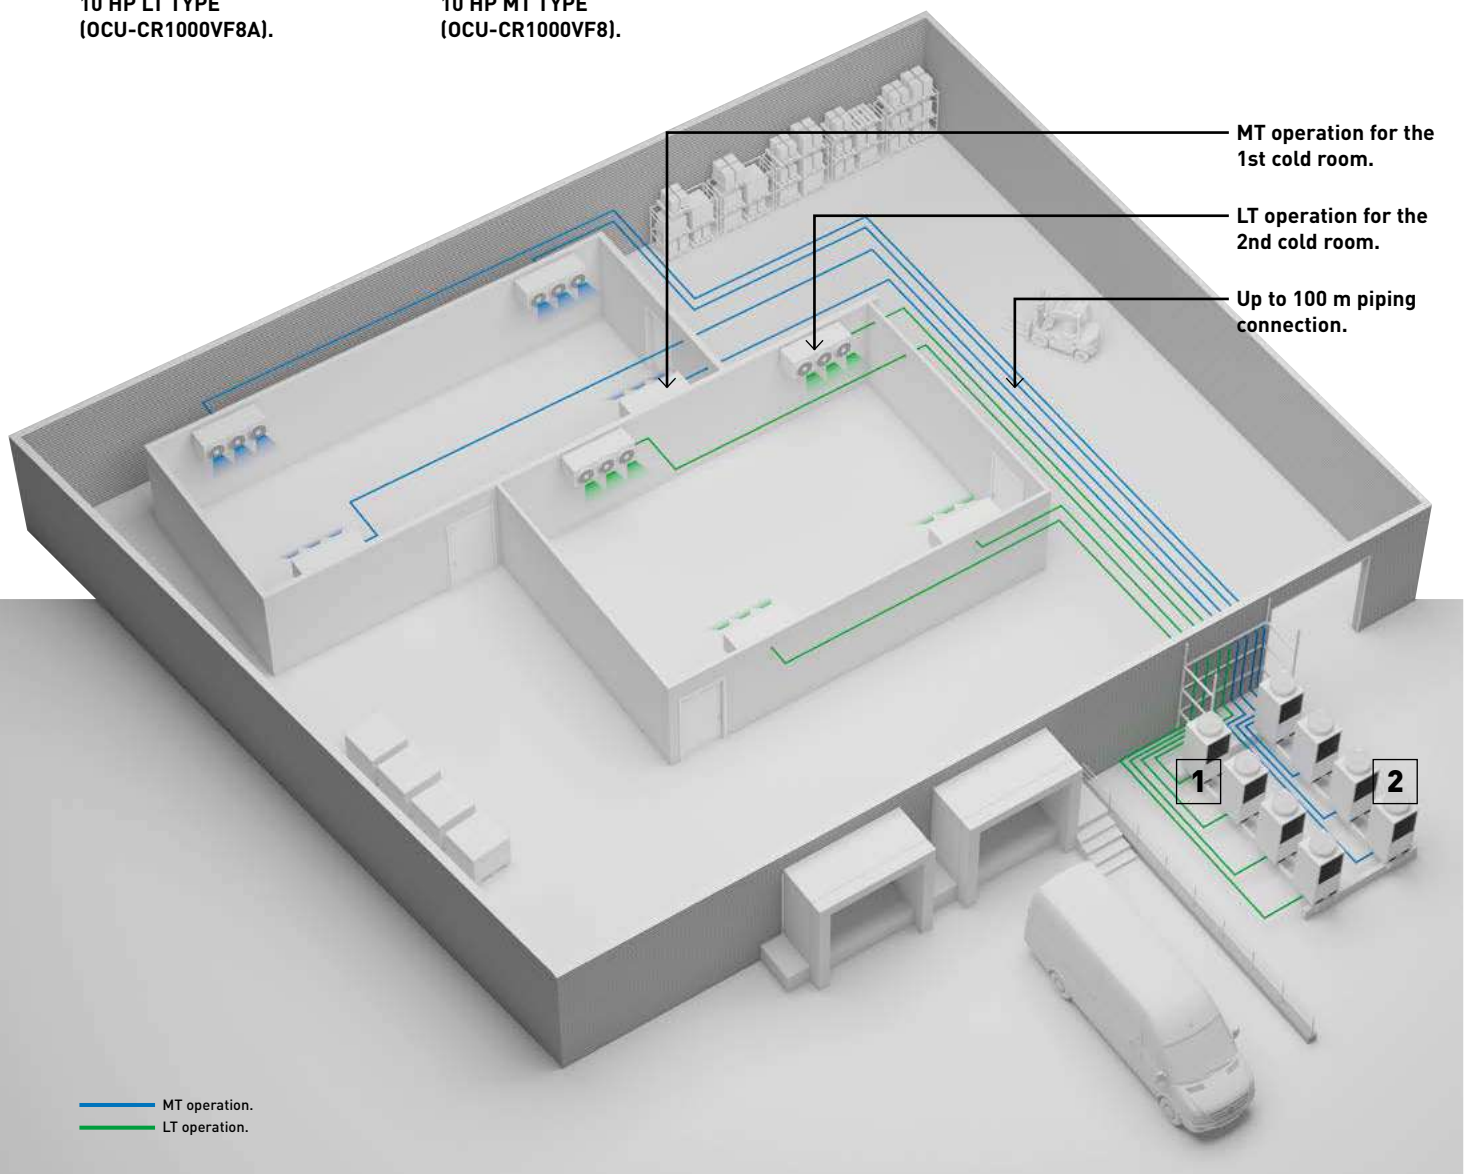 10 HP LT TYPE
(OCU-CR1000VF8A).
10 HP MT TYPE
(OCU-CR1000VF8).
MT operation for the
1st cold room.
LT operation for the
2nd cold room.
Up to 100 m piping
connection.
1
2
MT operation.
LT operation.